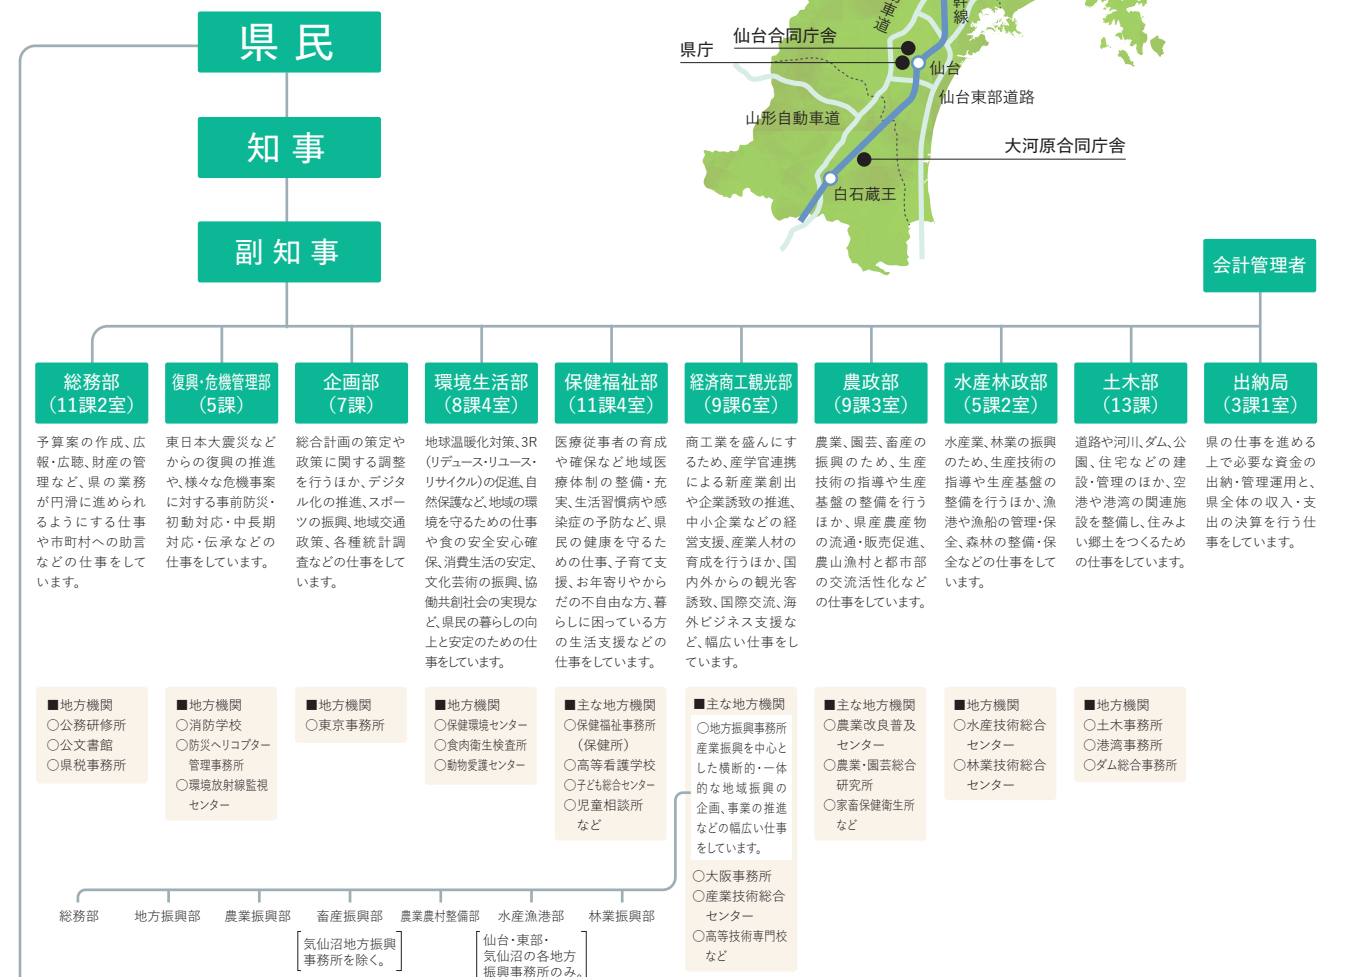 県民
知事
副知事
車道
幹線
仙台合同庁舎
県庁
仙台
仙台東部道路
山形自動車道
大河原合同庁舎
白石蔵王
会計管理者
総務部
（11課2室）
予算案の作成、広
報・広聴、財産の管
理など、県の業務
が円滑に進められ
るようにする仕事
や市町村への助言
などの仕事をして
います。
復興・危機管理部
（5課）
東日本大震災など
からの復興の推進
や、様々な危機事案
に対する事前防災・
初動対応・中長期
対応・伝承などの
仕事をしています。
企画部
（7課）
総合計画の策定や
政策に関する調整
を行うほか、デジタ
ル化の推進、スポー
ツの振興、地域交通
政策、各種統計調
査などの仕事をして
います。
環境生活部
（8課4室）
地球温暖化対策、3R
（リデュース・リユース・
リサイクル）の促進、自
然保護など、地域の環
境を守るための仕事
や食の安全安心確
保、消費生活の安定、
文化芸術の振興、協
働共創社会の実現な
ど、県民の暮らしの向
上と安定のための仕
事をしています。
保健福祉部
（11課4室）
医療従事者の育成
や確保など地域医
療体制の整備・充
実、生活習慣病や感
染症の予防など、県
民の健康を守るた
めの仕事、子育て支
援、お年寄りやから
だの不自由な方、暮
らしに困っている方
の生活支援などの
仕事をしています。
経済商工観光部
（9課6室）
商工業を盛んにす
るため、産学官連携
による新産業創出
や企業誘致の推進、
中小企業などの経
営支援、産業人材の
育成を行うほか、国
内外からの観光客
誘致、国際交流、海
外ビジネス支援な
ど、幅広い仕事をし
ています。
農政部
（9課3室）
農業、園芸、畜産の
振興のため、生産
技術の指導や生産
基盤の整備を行う
ほか、県産農産物
の流通・販売促進、
農山漁村と都市部
の交流活性化など
の仕事をしています。
水産林政部
（5課2室）
水産業、林業の振興
のため、生産技術の
指導や生産基盤の
整備を行うほか、漁
港や漁船の管理・保
全、森林の整備・保
全などの仕事をして
います。
土木部
（13課）
道路や河川、ダム、公
園、住宅などの建
設・管理のほか、空
港や港湾の関連施
設を整備し、住みよ
い郷土をつくるため
の仕事をしています。
出納局
（3課1室）
県の仕事を進める
上で必要な資金の
出納・管理運用と、
県全体の収入・支
出の決算を行う仕
事をしています。
■地方機関
○公務研修所
○公文書館
○県税事務所
■地方機関
○消防学校
○防災ヘリコプター
管理事務所
○環境放射線監視
センター
■地方機関
○東京事務所
■地方機関
○保健環境センター
○食肉衛生検査所
○動物愛護センター
■主な地方機関
○保健福祉事務所
（保健所）
○高等看護学校
○子ども総合センター
○児童相談所
など
■主な地方機関
○地方振興事務所
産業振興を中心と
した横断的・一体
的な地域振興の
企画、事業の推進
などの幅広い仕事
をしています。
○大阪事務所
○産業技術総合
センター
○高等技術専門校
など
■主な地方機関
○農業改良普及
センター
○農業・園芸総合
研究所
○家畜保健衛生所
など
■地方機関
○水産技術総合
センター
○林業技術総合
センター
■地方機関
○土木事務所
○港湾事務所
○ダム総合事務所
総務部
地方振興部
農業振興部
畜産振興部
農業農村整備部
水産漁港部
林業振興部
気仙沼地方振興
事務所を除く。
仙台・東部・
気仙沼の各地方
振興事務所のみ。